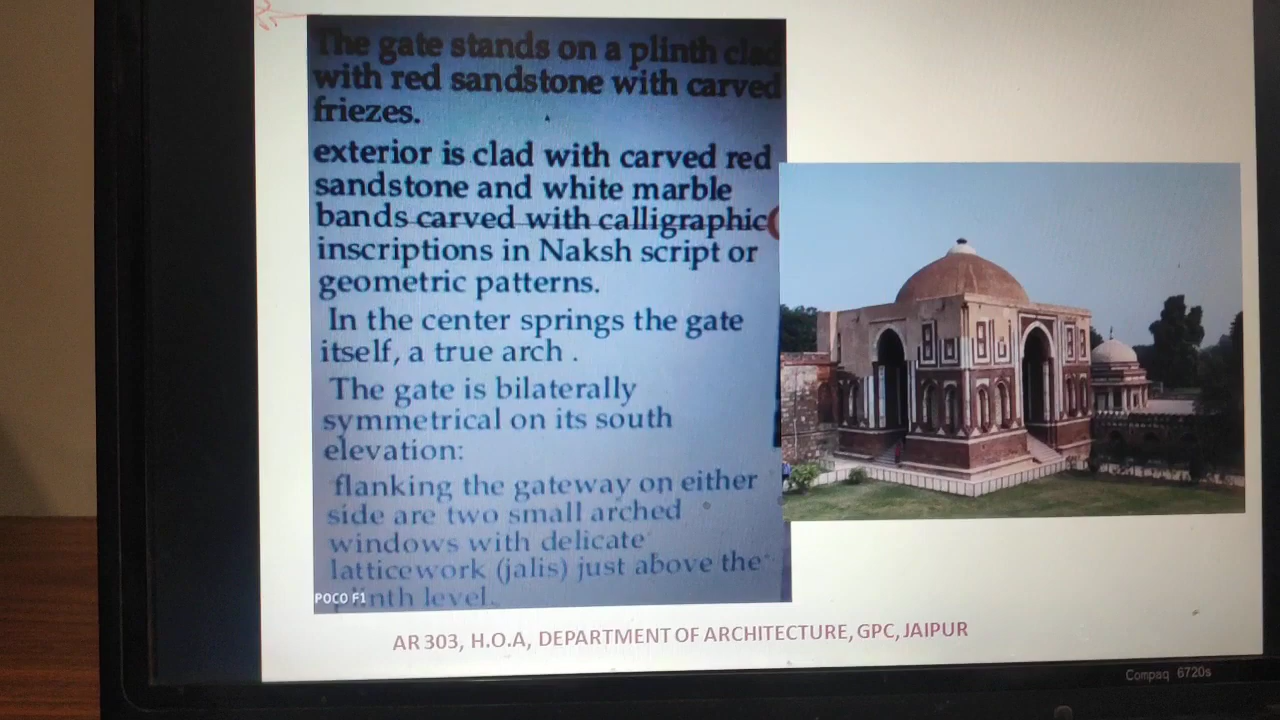 The gate stands on a plinth clad
with red sandstone with carved
friezes.
exterior is clad with carved red
sandstone and white marble
bands carved with calligraphic
inscriptions in Naksh script or
geometric patterns.
In the center springs the gate
itself, a true arch .
The gate is bilaterally
symmetrical on its south
elevation:
flanking the gateway on either
side are two small arched
windows with delicate
latticework (jalis) just above the
plinth level.
POCO F1
AR 303, H.O.A, DEPARTMENT OF ARCHITECTURE, GPC, JAIPUR
Compaq 6720s